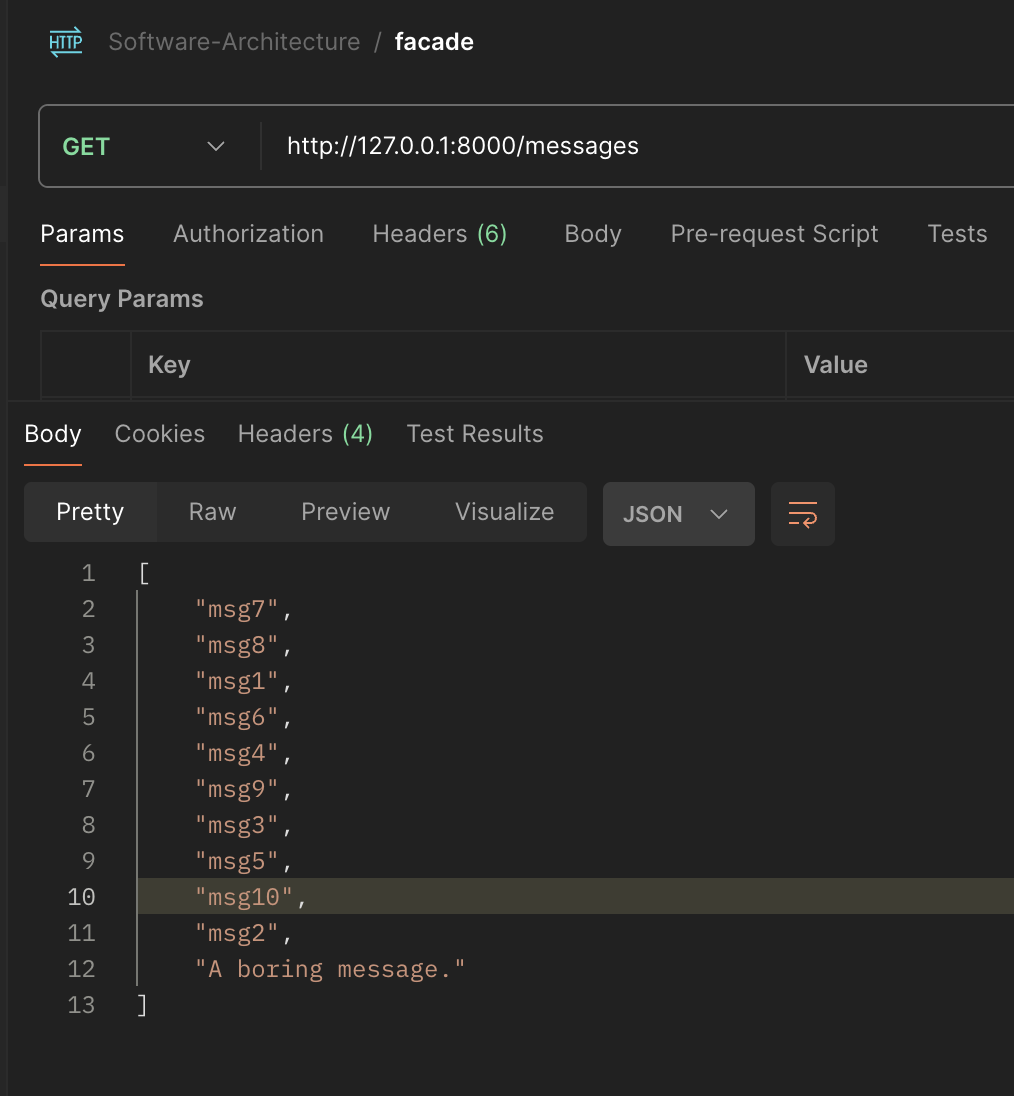 HTTP Software-Architecture / facade
GET http://127.0.0.1:8000/messages
Params Authorization Headers (6) Body Pre-request Script Tests
Query Params
Key Value
Body Cookies Headers (4) Test Results
Pretty Raw Preview Visualize JSON
1 [
2 "msg7",
3 "msg8",
4 "msg1",
5 "msg6",
6 "msg4",
7 "msg9",
8 "msg3",
9 "msg5",
10 "msg10",
11 "msg2",
12 "A boring message."
13 ]